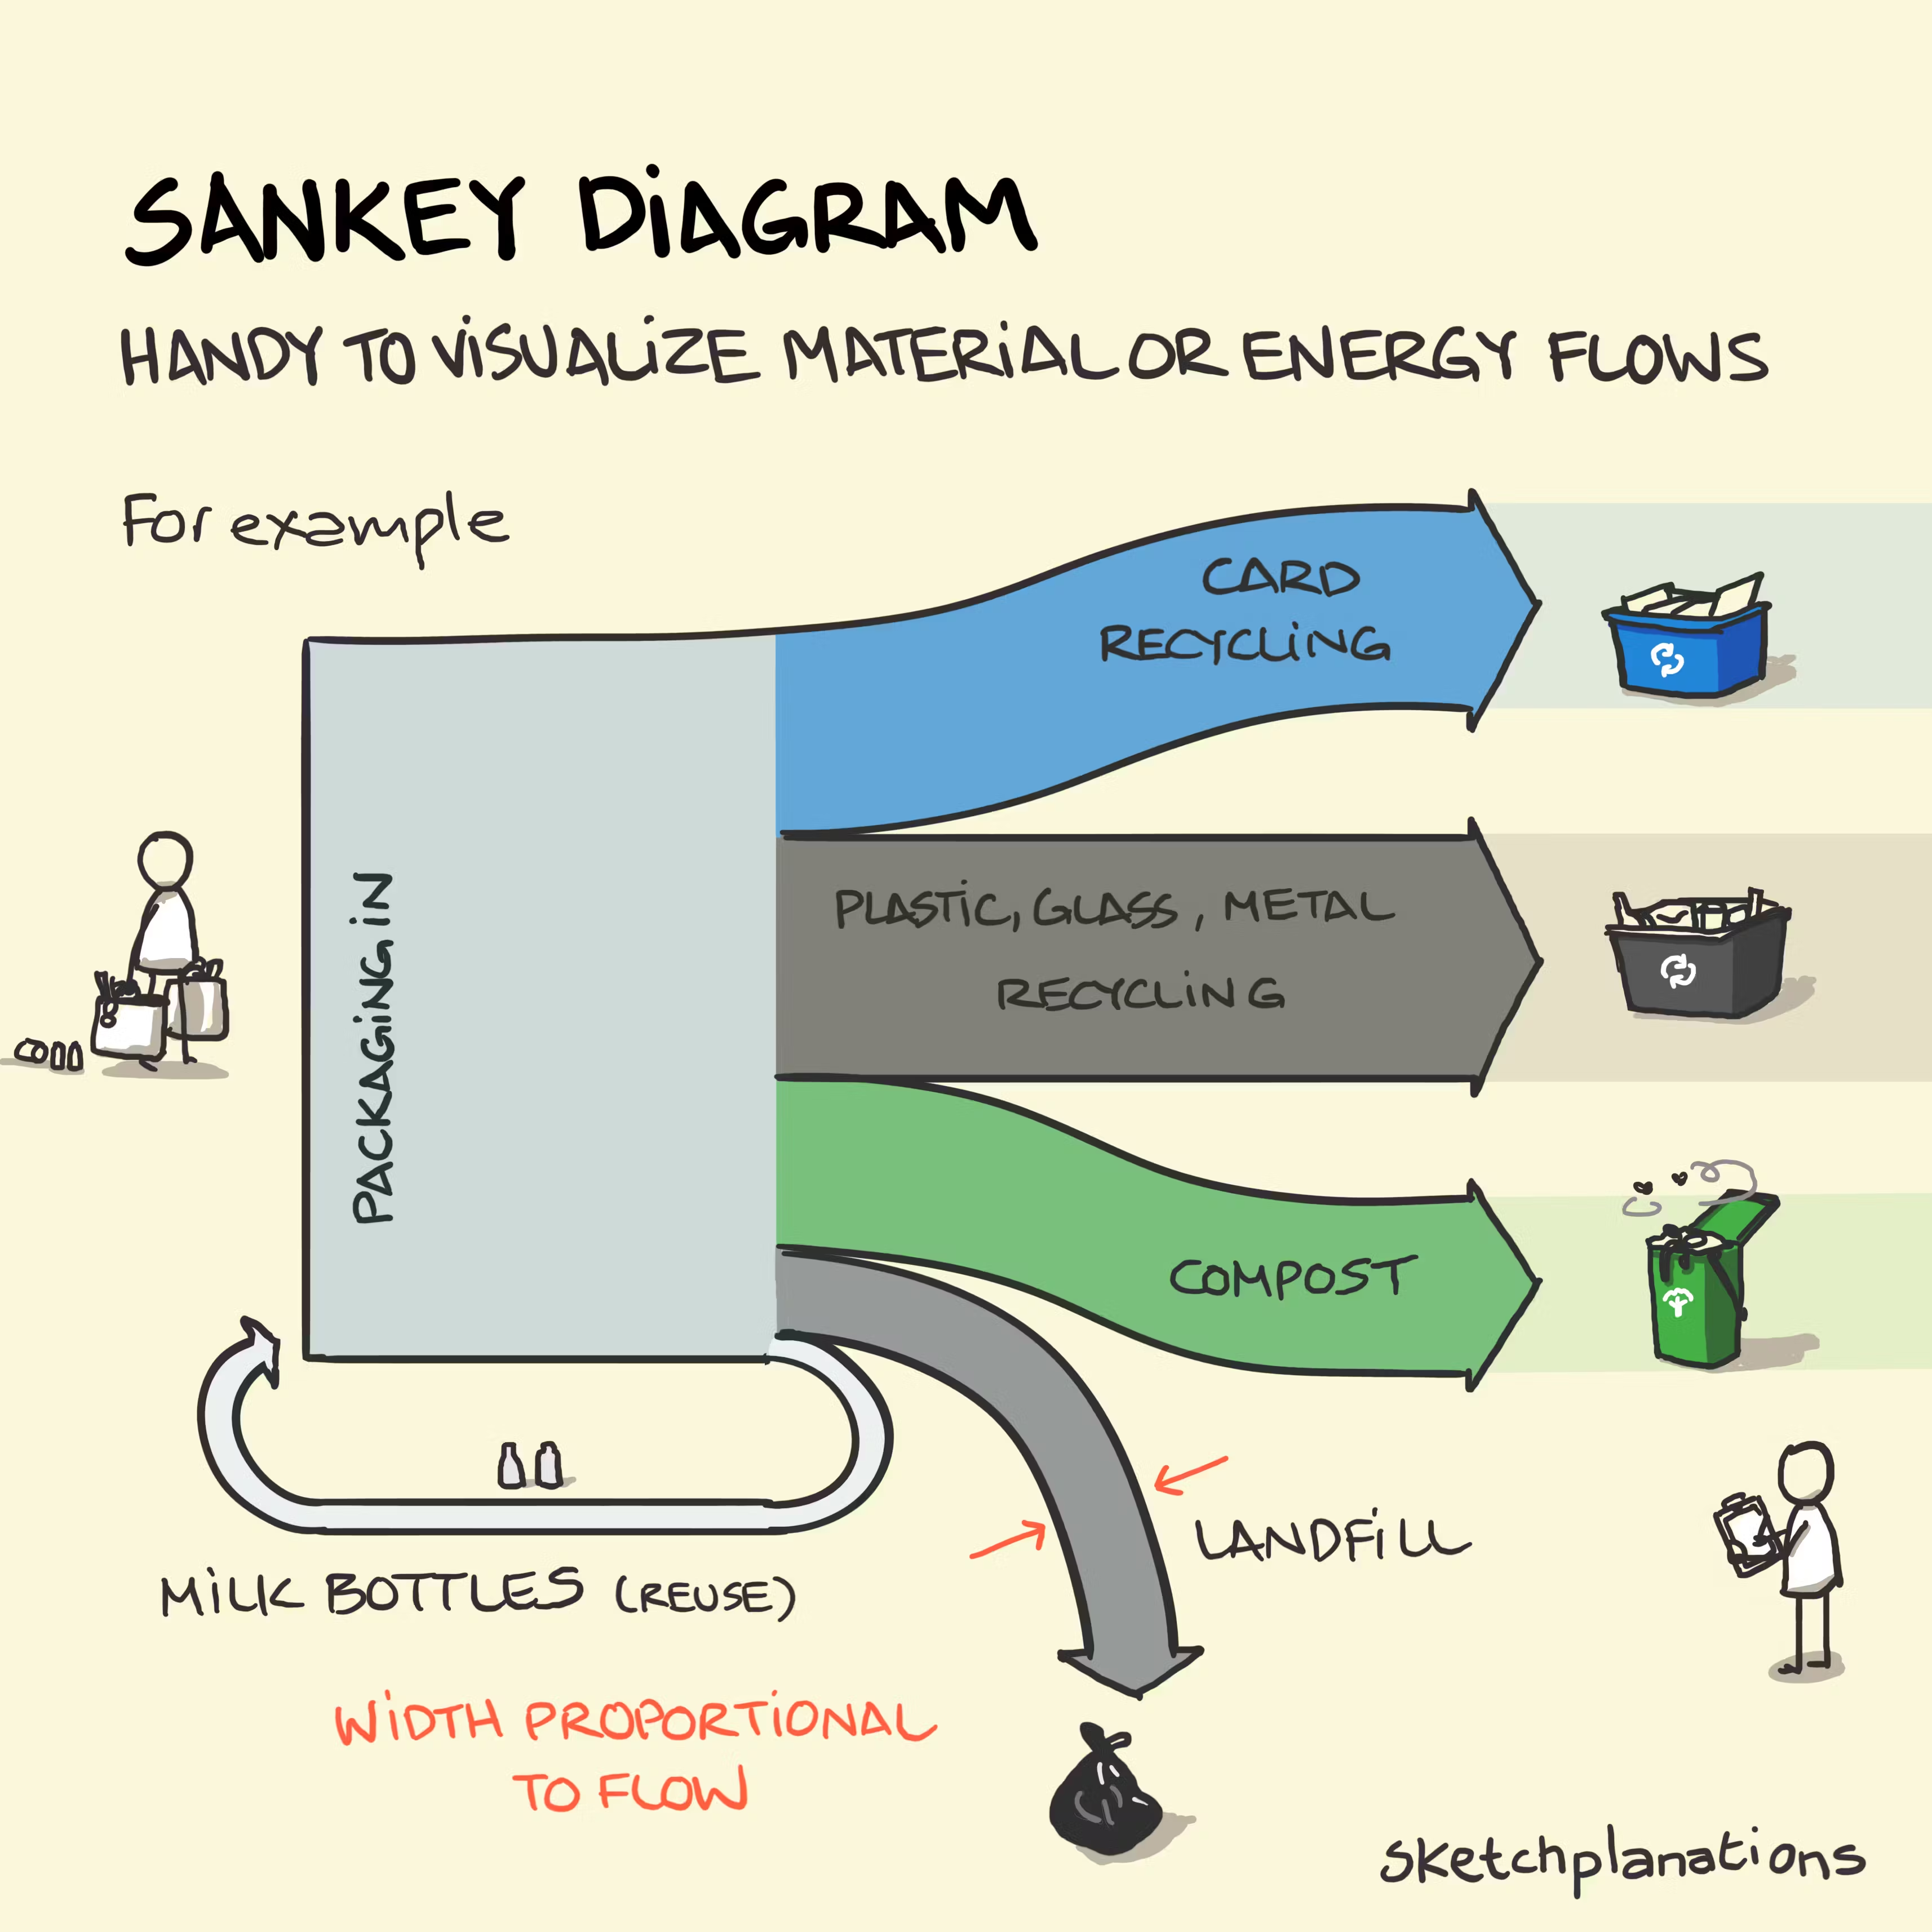 SANKEY DIAGRAM
HANDY TO VISUALIZE MATERIAL OR ENERGY FLOWS
For example
CARD
RECYCLING
PACKAGING IN
PLASTIC, GLASS, METAL
RECYCLING
COMPOST
LANDFILL
MILK BOTTLES (REUSE)
WIDTH PROPORTIONAL
TO FLOW
sketchplanations